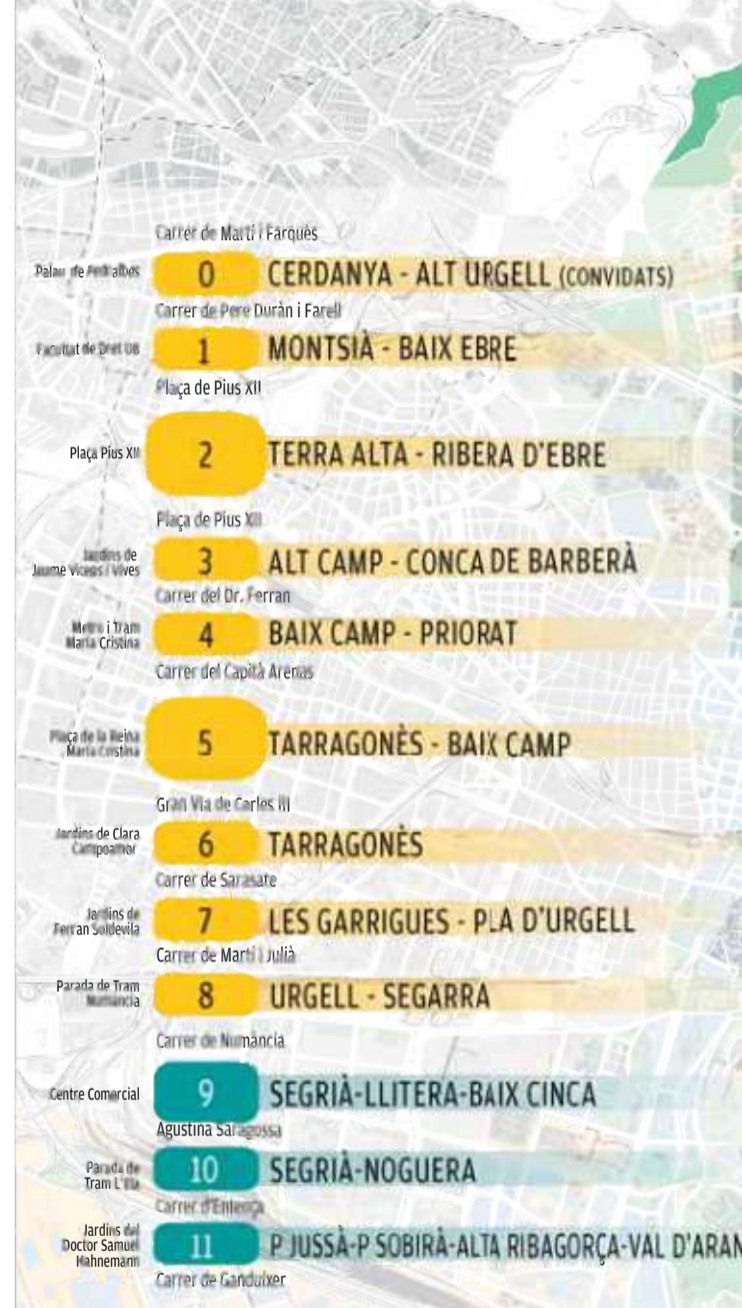 Carrer de Martí i Farquès
Palau de Pedralbes
0 CERDANYA - ALT URGELL (CONVIDATS)
Carrer de Pere Duràn i Farell
Facultat de Dret UB
1 MONTSIÀ - BAIX EBRE
Plaça de Pius XII
Plaça Pius XII
2 TERRA ALTA - RIBERA D'EBRE
Plaça de Pius XII
Jardins de
Jaume Vicens i Vives
3 ALT CAMP - CONCA DE BARBERÀ
Carrer del Dr. Ferran
Metro i Tram
Maria Cristina
4 BAIX CAMP - PRIORAT
Carrer del Capità Arenas
Plaça de la Reina
Maria Cristina
5 TARRAGONÈS - BAIX CAMP
Gran Via de Carles III
Jardins de Clara
Campoamor
6 TARRAGONÈS
Carrer de Sarasate
Jardins de
Ferran Soldevila
7 LES GARRIGUES - PLA D'URGELL
Carrer de Martí i Julià
Parada de Tram
Numància
8 URGELL - SEGARRA
Carrer de Numància
Centre Comercial
9 SEGRIÀ-LLITERA-BAIX CINCA
Agustina Saragossa
Parada de
Tram L'Illa
10 SEGRIÀ-NOGUERA
Carrer d'Entença
Jardins del
Doctor Samuel
Hahnemann
11 P JUSSÀ-P SOBIRÀ-ALTA RIBAGORÇA-VAL D'ARAN
Carrer de Ganduixer